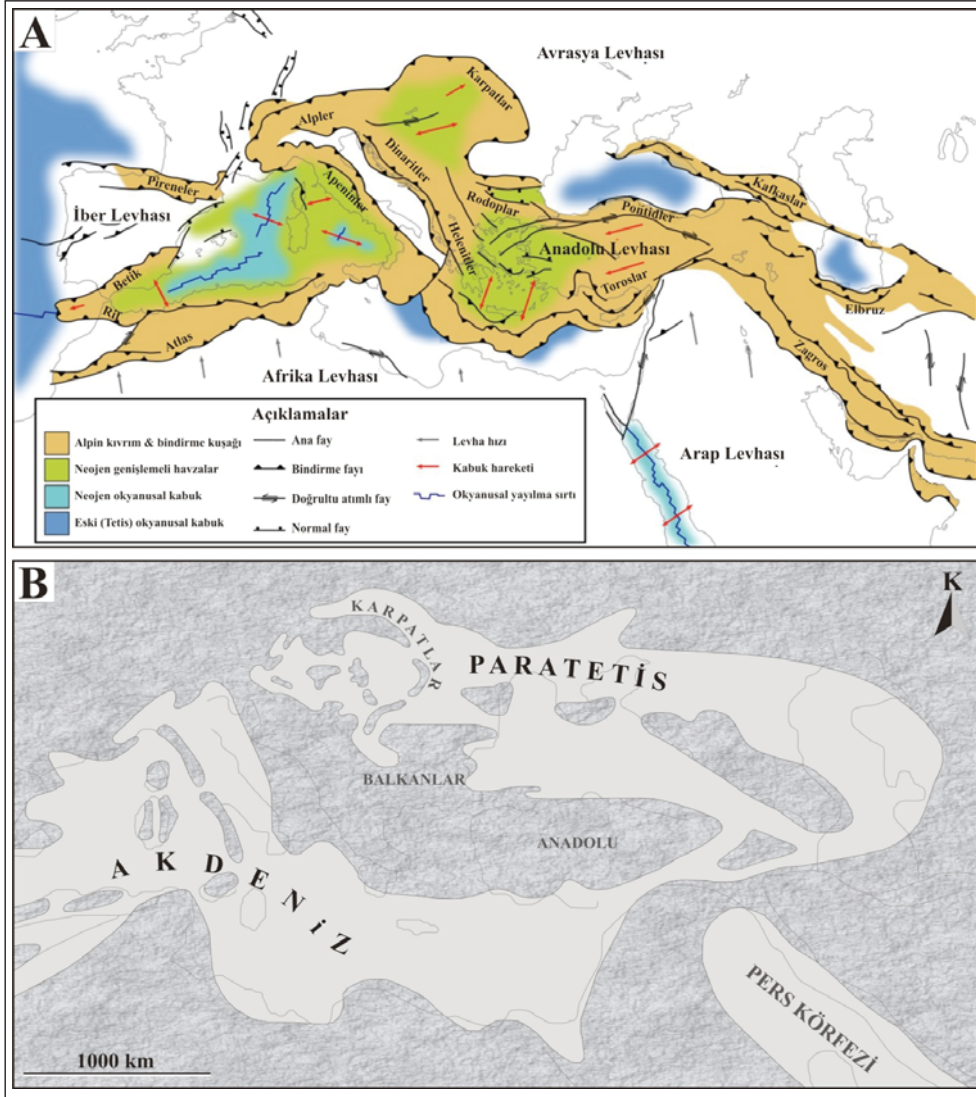 A
Avrasya Levhası
Karpatlar
Alpler
Dinaritler
Pireneler
Apeninler
Kafkaslar
İber Levhası
Rodoplar
Pontidler
Helenitler
Anadolu Levhası
Betik
Toroslar
Rif
Elbruz
Atlas
Zagros
Afrika Levhası
Arap Levhası
Açıklamalar
Alpin kıvrım & bindirme kuşağı
Neojen genişlemeli havzalar
Neojen okyanusal kabuk
Eski (Tetis) okyanusal kabuk
Ana fay
Bindirme fayı
Doğrultu atımlı fay
Normal fay
Levha hızı
Kabuk hareketi
Okyanusal yayılma sırtı
B
K
KARPATLAR
PARATETİS
BALKANLAR
ANADOLU
AKDENiZ
PERS KÖRFEZİ
1000 km